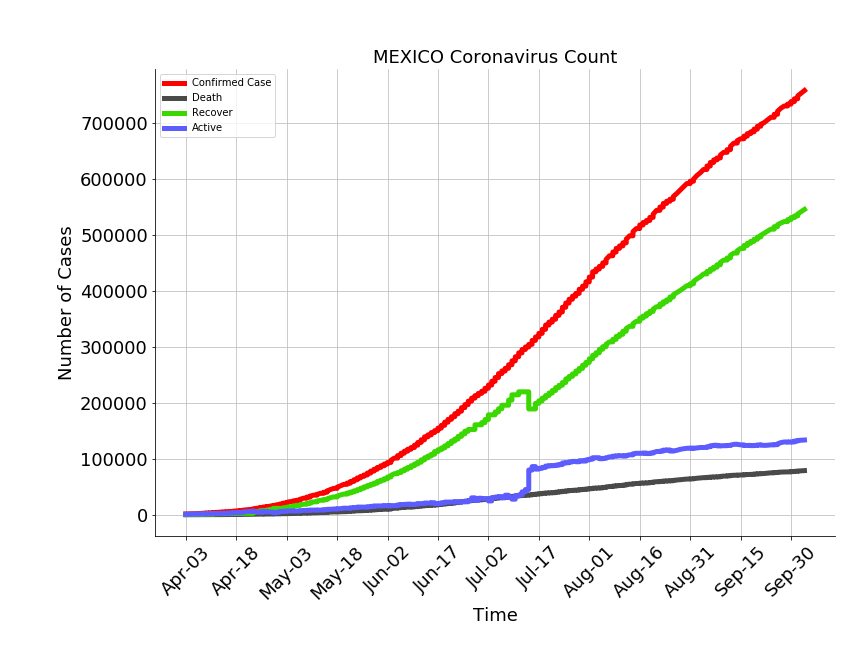 MEXICO Coronavirus Count
Confirmed Case
Death
Recover
Active
Number of Cases
700000
600000
500000
400000
300000
200000
100000
0
Apr-03
Apr-18
May-03
May-18
Jun-02
Jun-17
Jul-02
Jul-17
Aug-01
Aug-16
Aug-31
Sep-15
Sep-30
Time